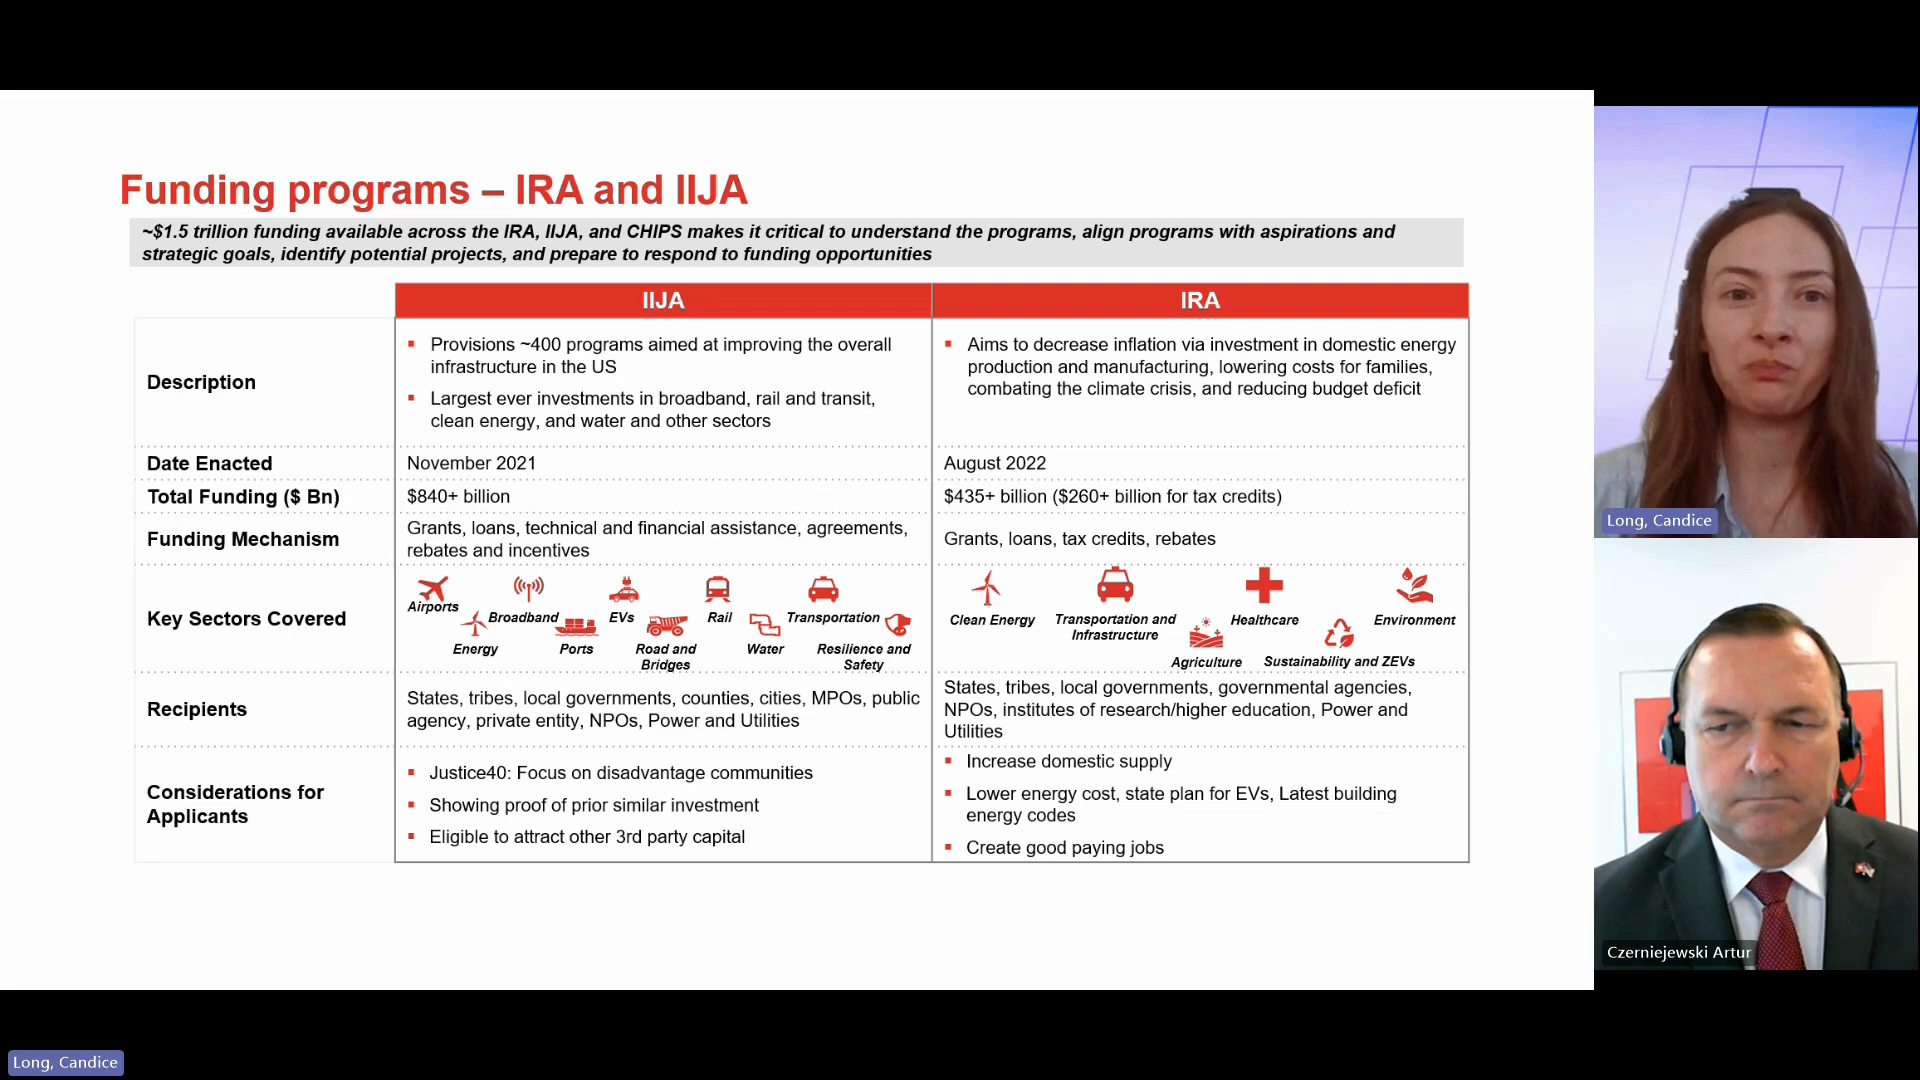 Funding programs – IRA and IIJA
~$1.5 trillion funding available across the IRA, IIJA, and CHIPS makes it critical to understand the programs, align programs with aspirations and
strategic goals, identify potential projects, and prepare to respond to funding opportunities
IIJA
IRA
Description
Provisions ~400 programs aimed at improving the overall
infrastructure in the US
Largest ever investments in broadband, rail and transit,
clean energy, and water and other sectors
Aims to decrease inflation via investment in domestic energy
production and manufacturing, lowering costs for families,
combating the climate crisis, and reducing budget deficit
Date Enacted
November 2021
August 2022
Total Funding ($ Bn)
$840+ billion
$435+ billion ($260+ billion for tax credits)
Funding Mechanism
Grants, loans, technical and financial assistance, agreements,
rebates and incentives
Grants, loans, tax credits, rebates
Key Sectors Covered
Airports
Broadband
EVs
Rail
Transportation
Energy
Ports
Road and
Bridges
Water
Resilience and
Safety
Clean Energy
Transportation and
Infrastructure
Healthcare
Environment
Agriculture
Sustainability and ZEVs
Recipients
States, tribes, local governments, counties, cities, MPOs, public
agency, private entity, NPOs, Power and Utilities
States, tribes, local governments, governmental agencies,
NPOs, institutes of research/higher education, Power and
Utilities
Considerations for
Applicants
Justice40: Focus on disadvantage communities
Showing proof of prior similar investment
Eligible to attract other 3rd party capital
Increase domestic supply
Lower energy cost, state plan for EVs, Latest building
energy codes
Create good paying jobs
Long, Candice
Czerniejewski Artur
Long, Candice